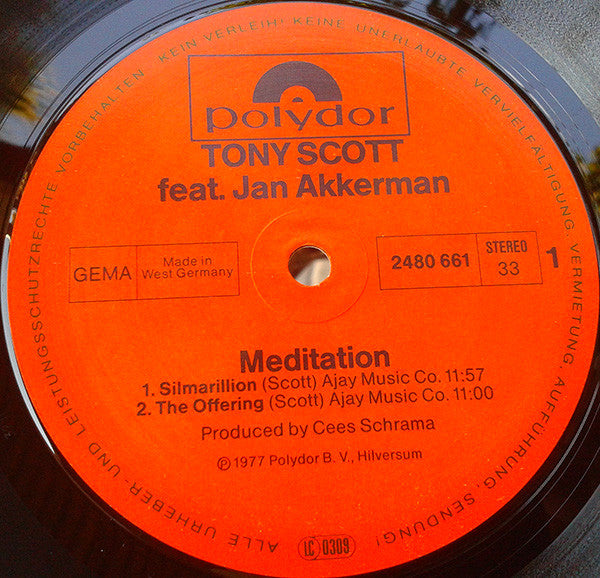 polydor
TONY SCOTT
feat. Jan Akkerman
GEMA
Made in
West Germany
2480 661
STEREO
33
1
Meditation
1. Silmarillion (Scott) Ajay Music Co. 11:57
2. The Offering (Scott) Ajay Music Co. 11:00
Produced by Cees Schrama
Ⓟ 1977 Polydor B. V., Hilversum
LC 0309
ALLE URHEBER- UND LEISTUNGSSCHUTZRECHTE VORBEHALTEN · KEIN VERLEIH! KEINE UNERLAUBTE VERVIELFÄLTIGUNG, VERMIETUNG, AUFFÜHRUNG, SENDUNG!